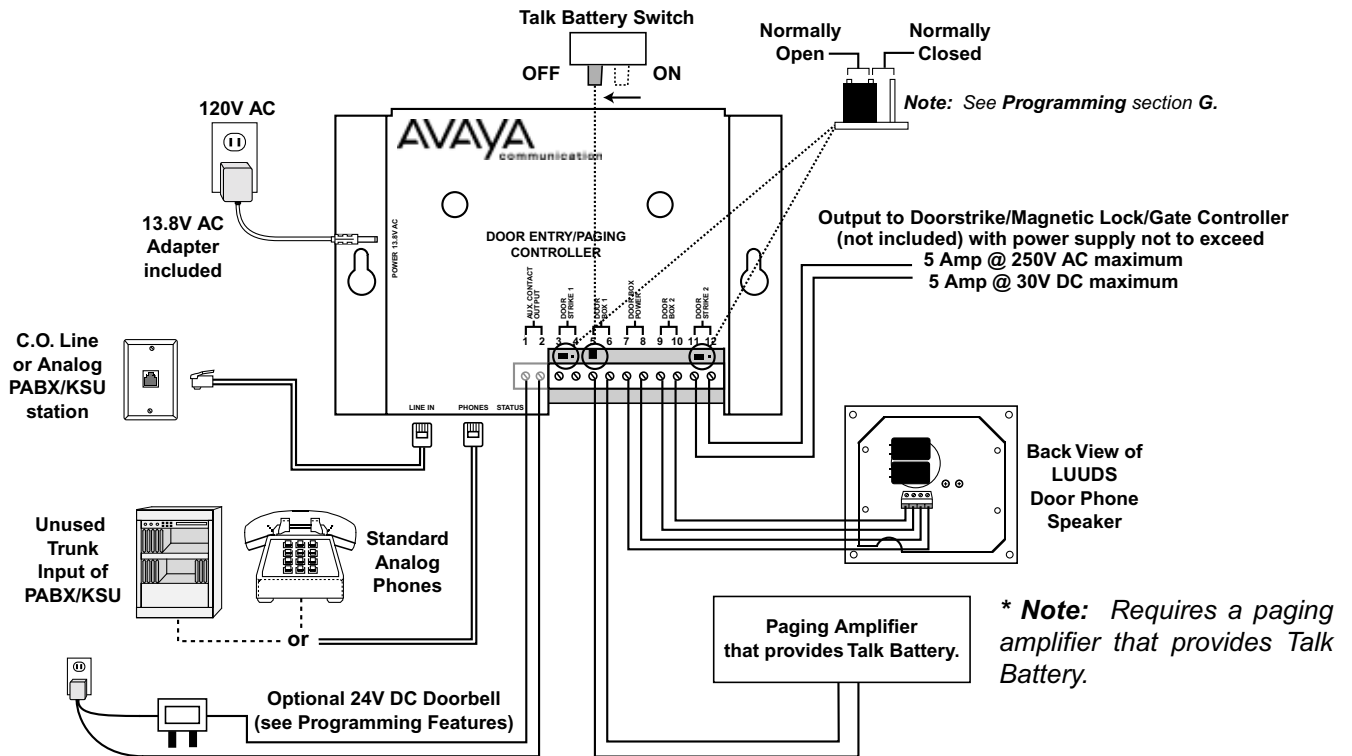 Talk Battery Switch
OFF
ON
Normally
Open
Normally
Closed
Note: See Programming section G.
120V AC
13.8V AC
Adapter
included
AVAYA
communication
POWER 13.8V AC
DOOR ENTRY/PAGING
CONTROLLER
Output to Doorstrike/Magnetic Lock/Gate Controller
(not included) with power supply not to exceed
5 Amp @ 250V AC maximum
5 Amp @ 30V DC maximum
AUX. CONTACT
OUTPUT
DOOR
STRIKE 1
DOOR
BOX 1
DOOR BOX
POWER
DOOR
BOX 2
DOOR
STRIKE 2
1 2 3 4 5 6 7 8 9 10 11 12
C.O. Line
or Analog
PABX/KSU
station
LINE IN
PHONES
STATUS
Back View of
LUUDS
Door Phone
Speaker
Unused
Trunk
Input of
PABX/KSU
Standard
Analog
Phones
or
Paging Amplifier
that provides Talk Battery.
* Note: Requires a paging
amplifier that provides Talk
Battery.
Optional 24V DC Doorbell
(see Programming Features)